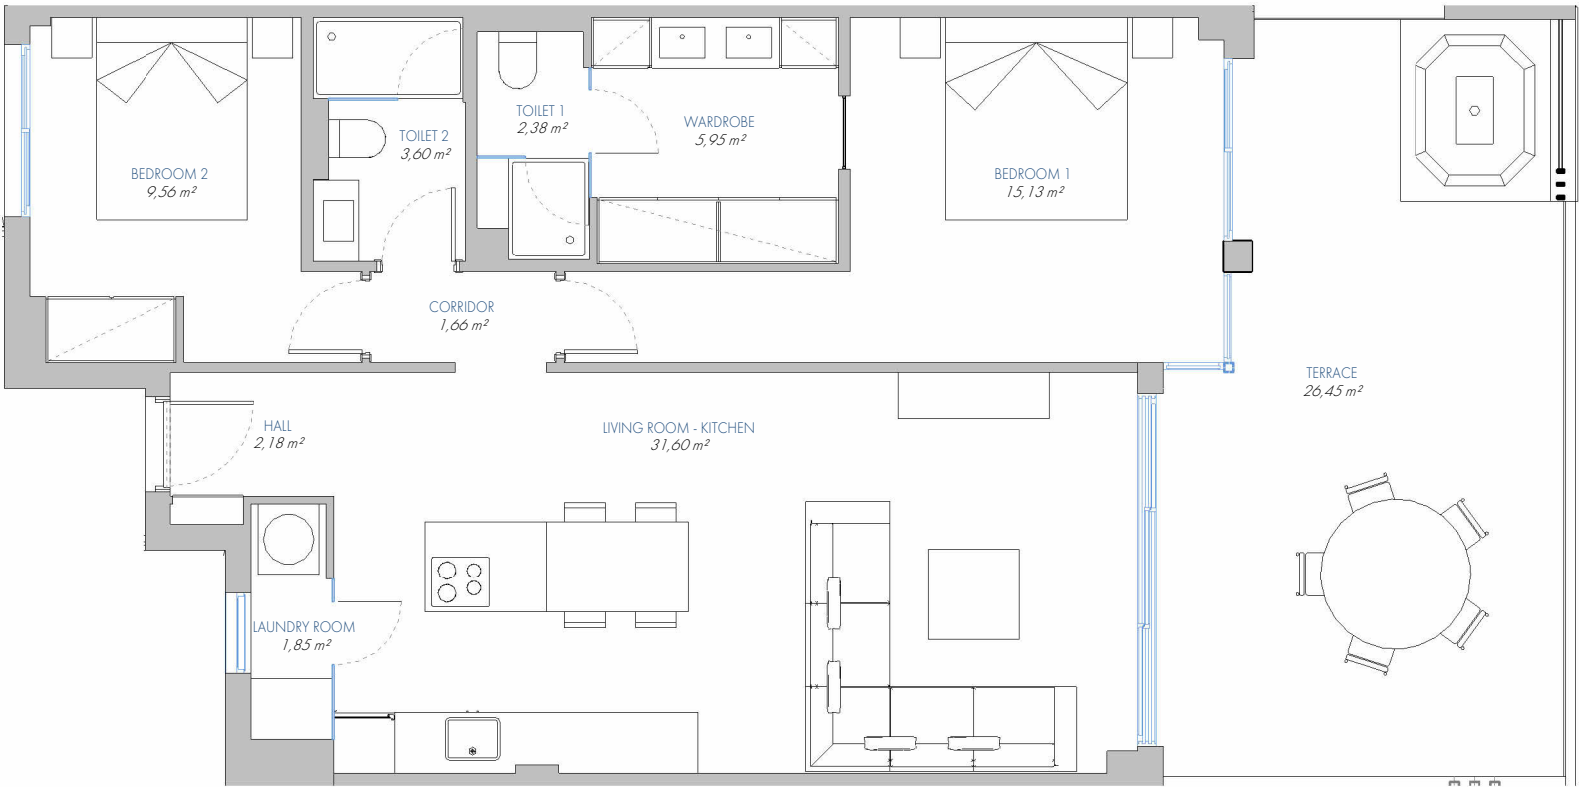 TOILET 1
2,38 m²
WARDROBE
5,95 m²
TOILET 2
3,60 m²
BEDROOM 2
9,56 m²
BEDROOM 1
15,13 m²
CORRIDOR
1,66 m²
TERRACE
26,45 m²
HALL
2,18 m²
LIVING ROOM - KITCHEN
31,60 m²
LAUNDRY ROOM
1,85 m²